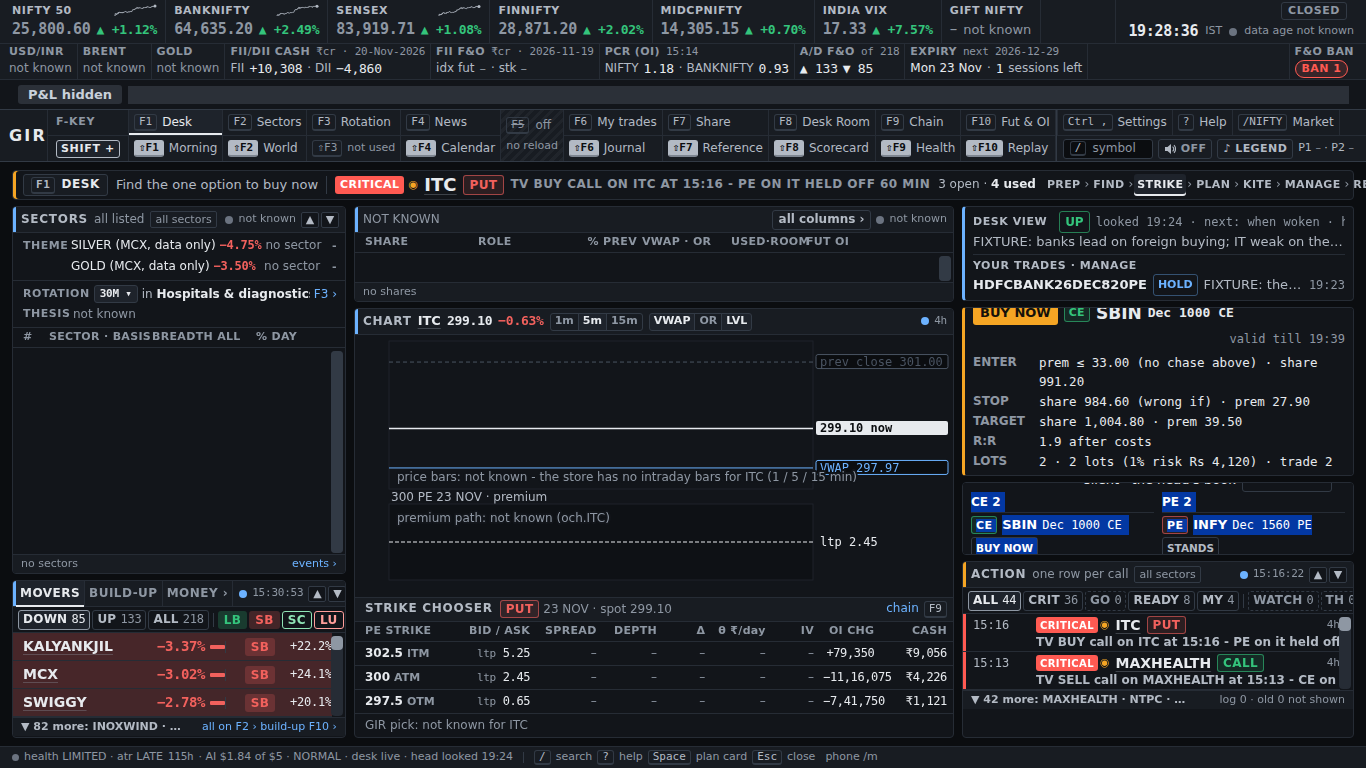 NIFTY 50 25,800.60 ▲ +1.12%
BANKNIFTY 64,635.20 ▲ +2.49%
SENSEX 83,919.71 ▲ +1.08%
FINNIFTY 28,871.20 ▲ +2.02%
MIDCPNIFTY 14,305.15 ▲ +0.70%
INDIA VIX 17.33 ▲ +7.57%
GIFT NIFTY – not known
CLOSED
19:28:36 IST data age not known
USD/INR not known
BRENT not known
GOLD not known
FII/DII CASH ₹cr · 20-Nov-2026
FII +10,308 · DII −4,860
FII F&O ₹cr · 2026-11-19
idx fut – · stk –
PCR (OI) 15:14
NIFTY 1.18 · BANKNIFTY 0.93
A/D F&O of 218
▲ 133 ▼ 85
EXPIRY next 2026-12-29
Mon 23 Nov · 1 sessions left
F&O BAN
BAN 1
P&L hidden
GIR
F-KEY F1 Desk F2 Sectors F3 Rotation F4 News F5 off F6 My trades F7 Share F8 Desk Room F9 Chain F10 Fut & OI Ctrl , Settings ? Help /NIFTY Market
SHIFT + ⇧F1 Morning ⇧F2 World ⇧F3 not used ⇧F4 Calendar no reload ⇧F6 Journal ⇧F7 Reference ⇧F8 Scorecard ⇧F9 Health ⇧F10 Replay / symbol OFF ♪ LEGEND P1 – · P2 –
F1 DESK Find the one option to buy now CRITICAL ITC PUT TV BUY CALL ON ITC AT 15:16 - PE ON IT HELD OFF 60 MIN 3 open · 4 used PREP › FIND › STRIKE › PLAN › KITE › MANAGE › RE
SECTORS all listed all sectors not known ▲ ▼
THEME SILVER (MCX, data only) −4.75% no sector -
GOLD (MCX, data only) −3.50% no sector -
ROTATION 30M ▾ in Hospitals & diagnostic F3 ›
THESIS not known
# SECTOR · BASIS BREADTH ALL % DAY
no sectors events ›
MOVERS BUILD-UP MONEY › 15:30:53 ▲ ▼
DOWN 85 UP 133 ALL 218 LB SB SC LU
KALYANKJIL −3.37% SB +22.2%
MCX −3.02% SB +24.1%
SWIGGY −2.78% SB +20.1%
▼ 82 more: INOXWIND · … all on F2 › build-up F10 ›
NOT KNOWN all columns › not known
SHARE ROLE % PREV VWAP · OR USED·ROOM FUT OI
no shares
CHART ITC 299.10 −0.63% 1m 5m 15m VWAP OR LVL 4h
prev close 301.00
299.10 now
VWAP 297.97
price bars: not known - the store has no intraday bars for ITC (1 / 5 / 15 min)
300 PE 23 NOV · premium
premium path: not known (och.ITC)
ltp 2.45
STRIKE CHOOSER PUT 23 NOV · spot 299.10 chain F9
PE STRIKE BID / ASK SPREAD DEPTH Δ θ ₹/day IV OI CHG CASH
302.5 ITM ltp 5.25 – – – – – +79,350 ₹9,056
300 ATM ltp 2.45 – – – – – −11,16,075 ₹4,226
297.5 OTM ltp 0.65 – – – – – −7,41,750 ₹1,121
GIR pick: not known for ITC
DESK VIEW UP looked 19:24 · next: when woken ·
FIXTURE: banks lead on foreign buying; IT weak on the…
YOUR TRADES · MANAGE
HDFCBANK26DEC820PE HOLD FIXTURE: the… 19:23
BUY NOW CE SBIN Dec 1000 CE
valid till 19:39
ENTER prem ≤ 33.00 (no chase above) · share
991.20
STOP share 984.60 (wrong if) · prem 27.90
TARGET share 1,004.80 · prem 39.50
R:R 1.9 after costs
LOTS 2 · 2 lots (1% risk Rs 4,120) · trade 2
CE 2 PE 2
CE SBIN Dec 1000 CE PE INFY Dec 1560 PE
BUY NOW STANDS
ACTION one row per call all sectors 15:16:22 ▲ ▼
ALL 44 CRIT 36 GO 0 READY 8 MY 4 WATCH 0 TH 0
15:16 CRITICAL ITC PUT 4h
TV BUY call on ITC at 15:16 - PE on it held off
15:13 CRITICAL MAXHEALTH CALL 4h
TV SELL call on MAXHEALTH at 15:13 - CE on
▼ 42 more: MAXHEALTH · NTPC · … log 0 · old 0 not shown
health LIMITED · atr LATE 115h · AI $1.84 of $5 · NORMAL · desk live · head looked 19:24 / search ? help Space plan card Esc close phone /m